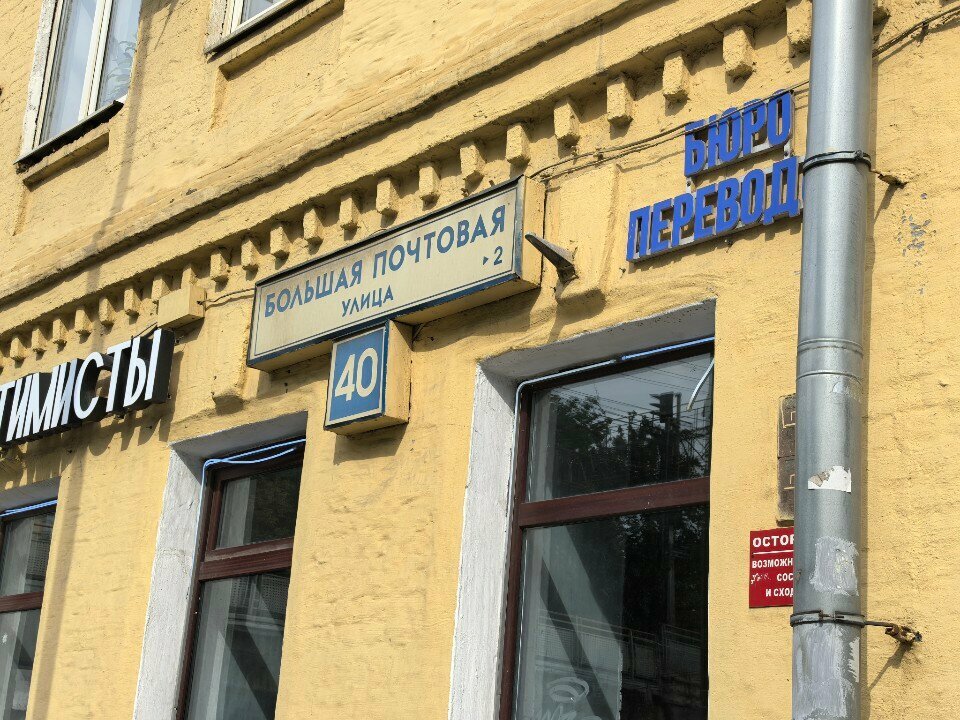 БОЛЬШАЯ ПОЧТОВАЯ
УЛИЦА
▸2
40
ТИМИСТЫ
БЮРО
ПЕРЕВОД
ОСТОР
ВОЗМОЖН
СОС
И СХОД